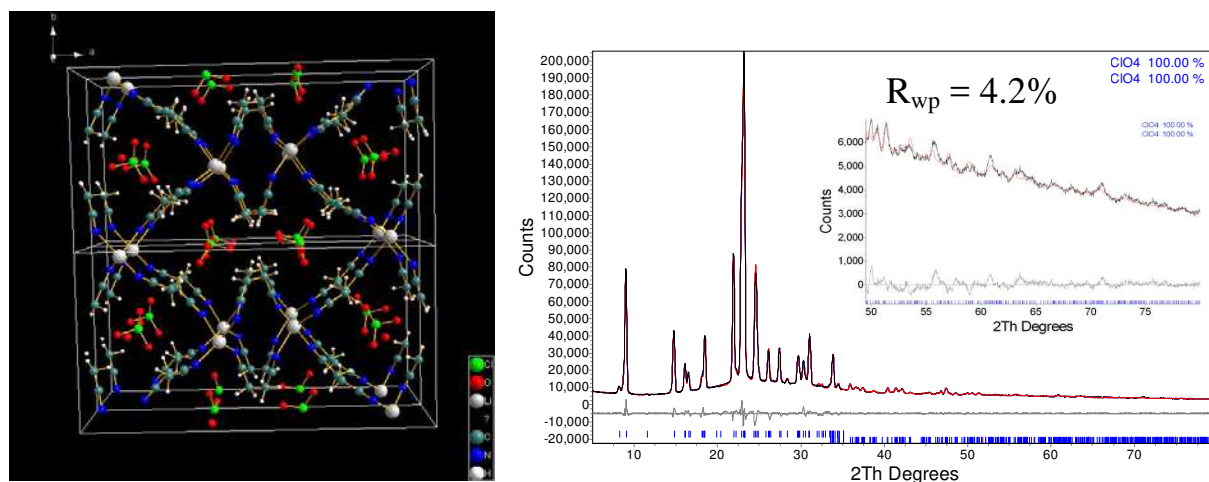 b
a
Cl
O
Li
?
C
N
H
200,000
190,000
180,000
170,000
160,000
150,000
140,000
130,000
120,000
110,000
100,000
90,000
80,000
70,000
60,000
50,000
40,000
30,000
20,000
10,000
0
-10,000
-20,000
Counts
10 20 30 40 50 60 70
2Th Degrees
ClO4 100.00 %
ClO4 100.00 %
Rwp = 4.2%
ClO4 100.00 %
ClO4 100.00 %
6,000
5,000
4,000
3,000
2,000
1,000
0
Counts
50 55 60 65 70 75
2Th Degrees